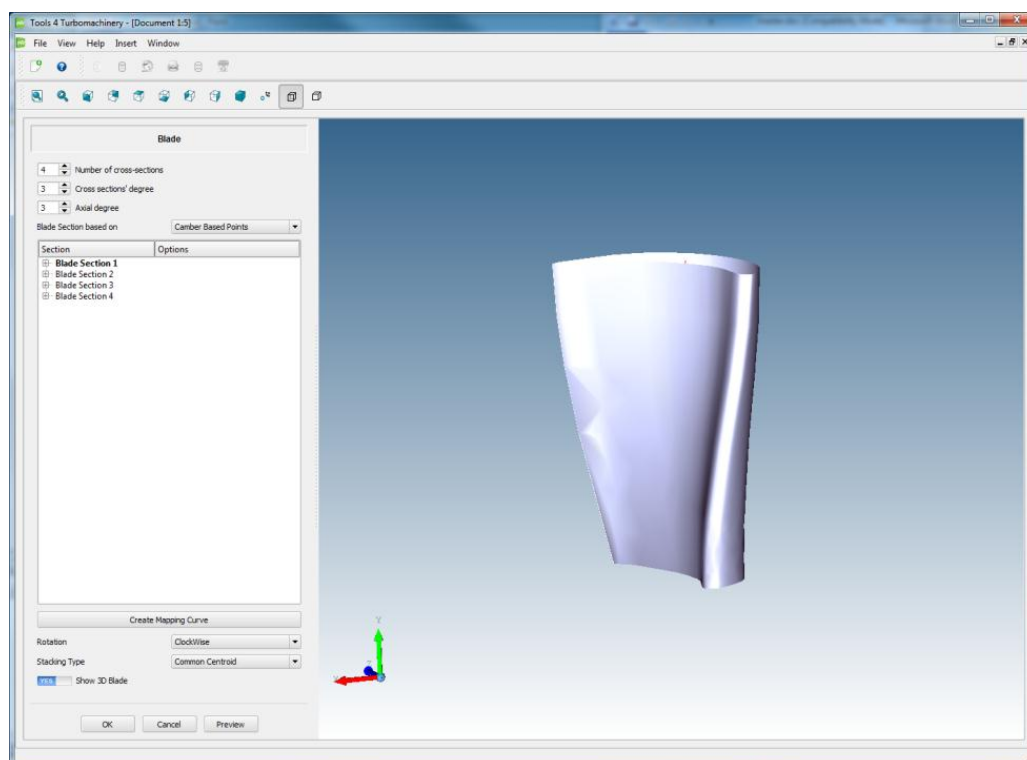 Tools 4 Turbomachinery - [Document 1:5]
File View Help Insert Window
Blade
4 Number of cross-sections
3 Cross sections' degree
3 Axial degree
Blade Section based on Camber Based Points
Section Options
Blade Section 1
Blade Section 2
Blade Section 3
Blade Section 4
Create Mapping Curve
Rotation ClockWise
Stacking Type Common Centroid
YES Show 3D Blade
OK Cancel Preview
Y